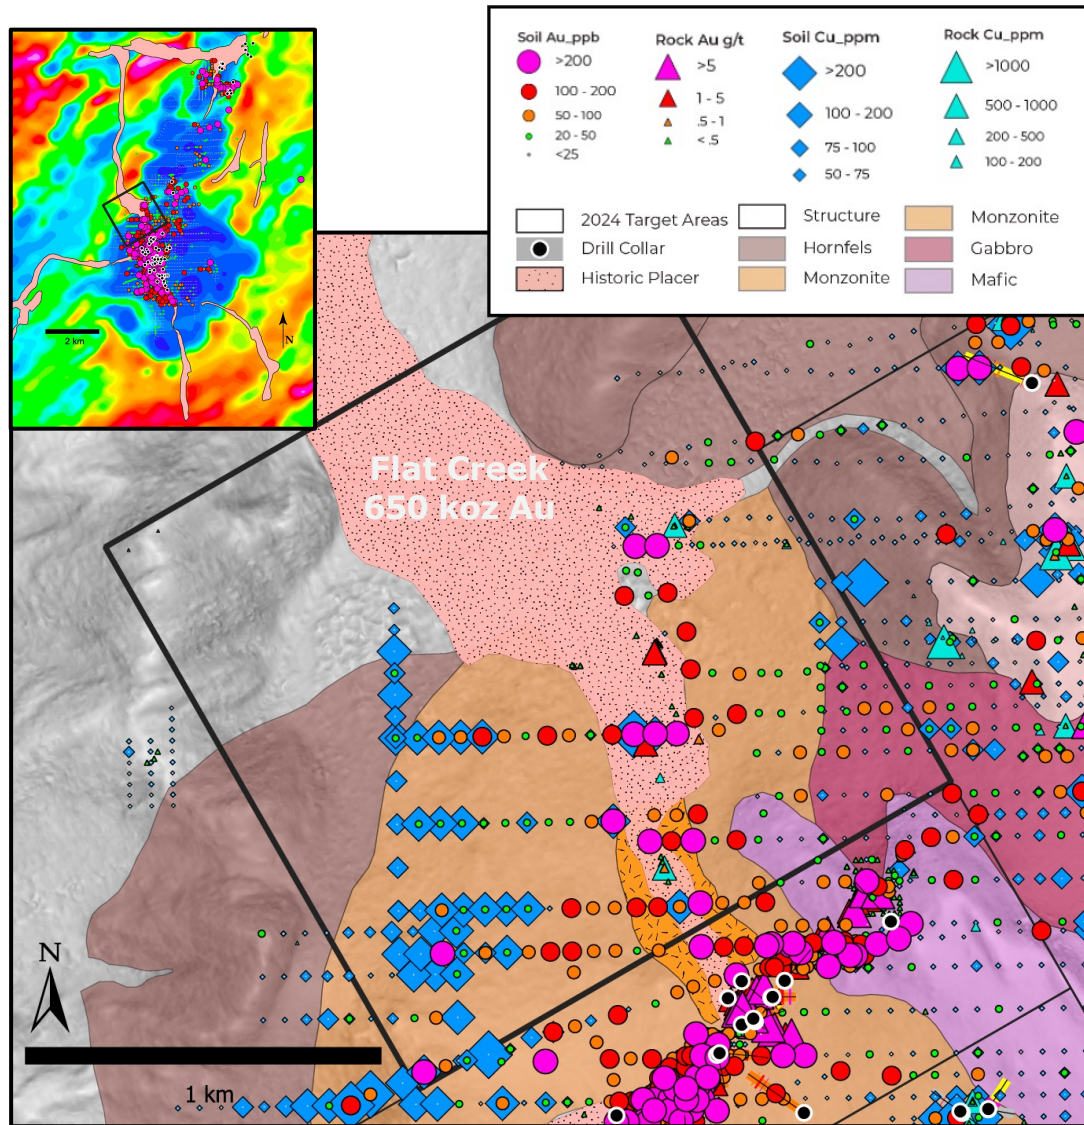 Soil Au_ppb
>200
100 - 200
50 - 100
20 - 50
<25
Rock Au g/t
>5
1 - 5
.5 - 1
< .5
Soil Cu_ppm
>200
100 - 200
75 - 100
50 - 75
Rock Cu_ppm
>1000
500 - 1000
200 - 500
100 - 200
2024 Target Areas
Structure
Monzonite
Drill Collar
Hornfels
Gabbro
Historic Placer
Monzonite
Mafic
2 km
N
Flat Creek
650 koz Au
N
1 km